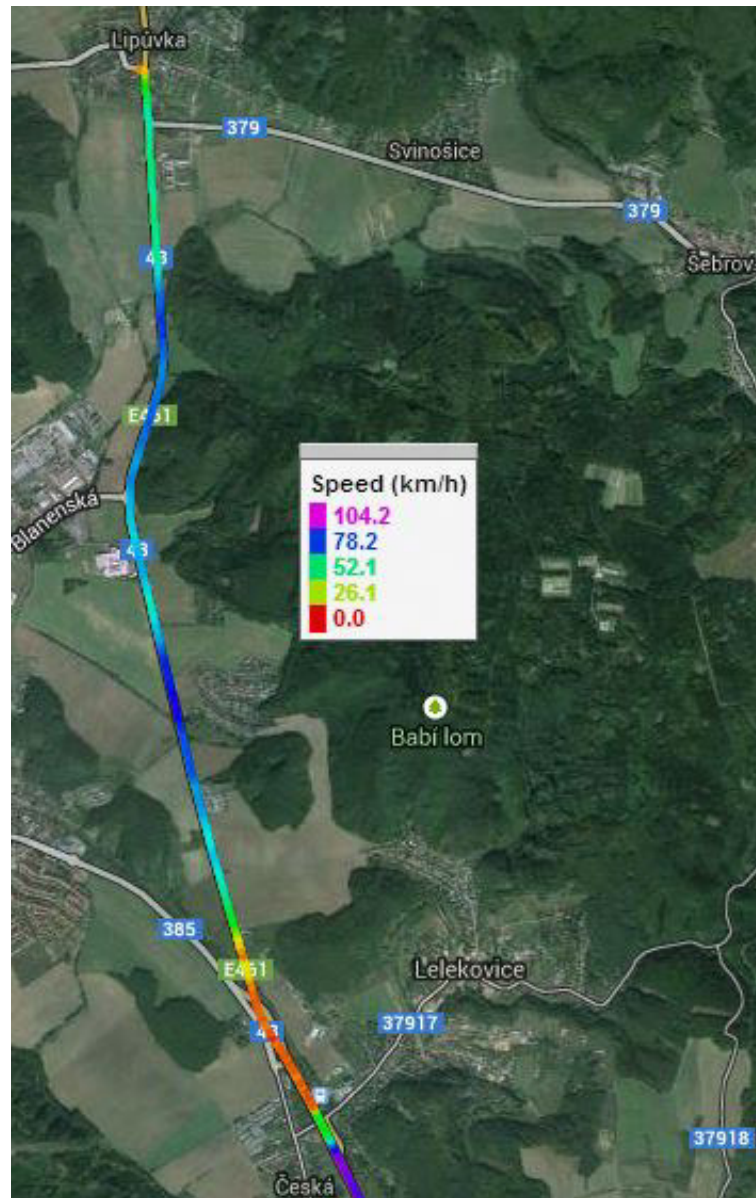 Lipůvka
379
Svinošice
379
43
Šebrov
E461
Speed (km/h)
104.2
78.2
52.1
26.1
0.0
Blanenská
43
Babí lom
385
E461
Lelekovice
43
37917
37918
Česká